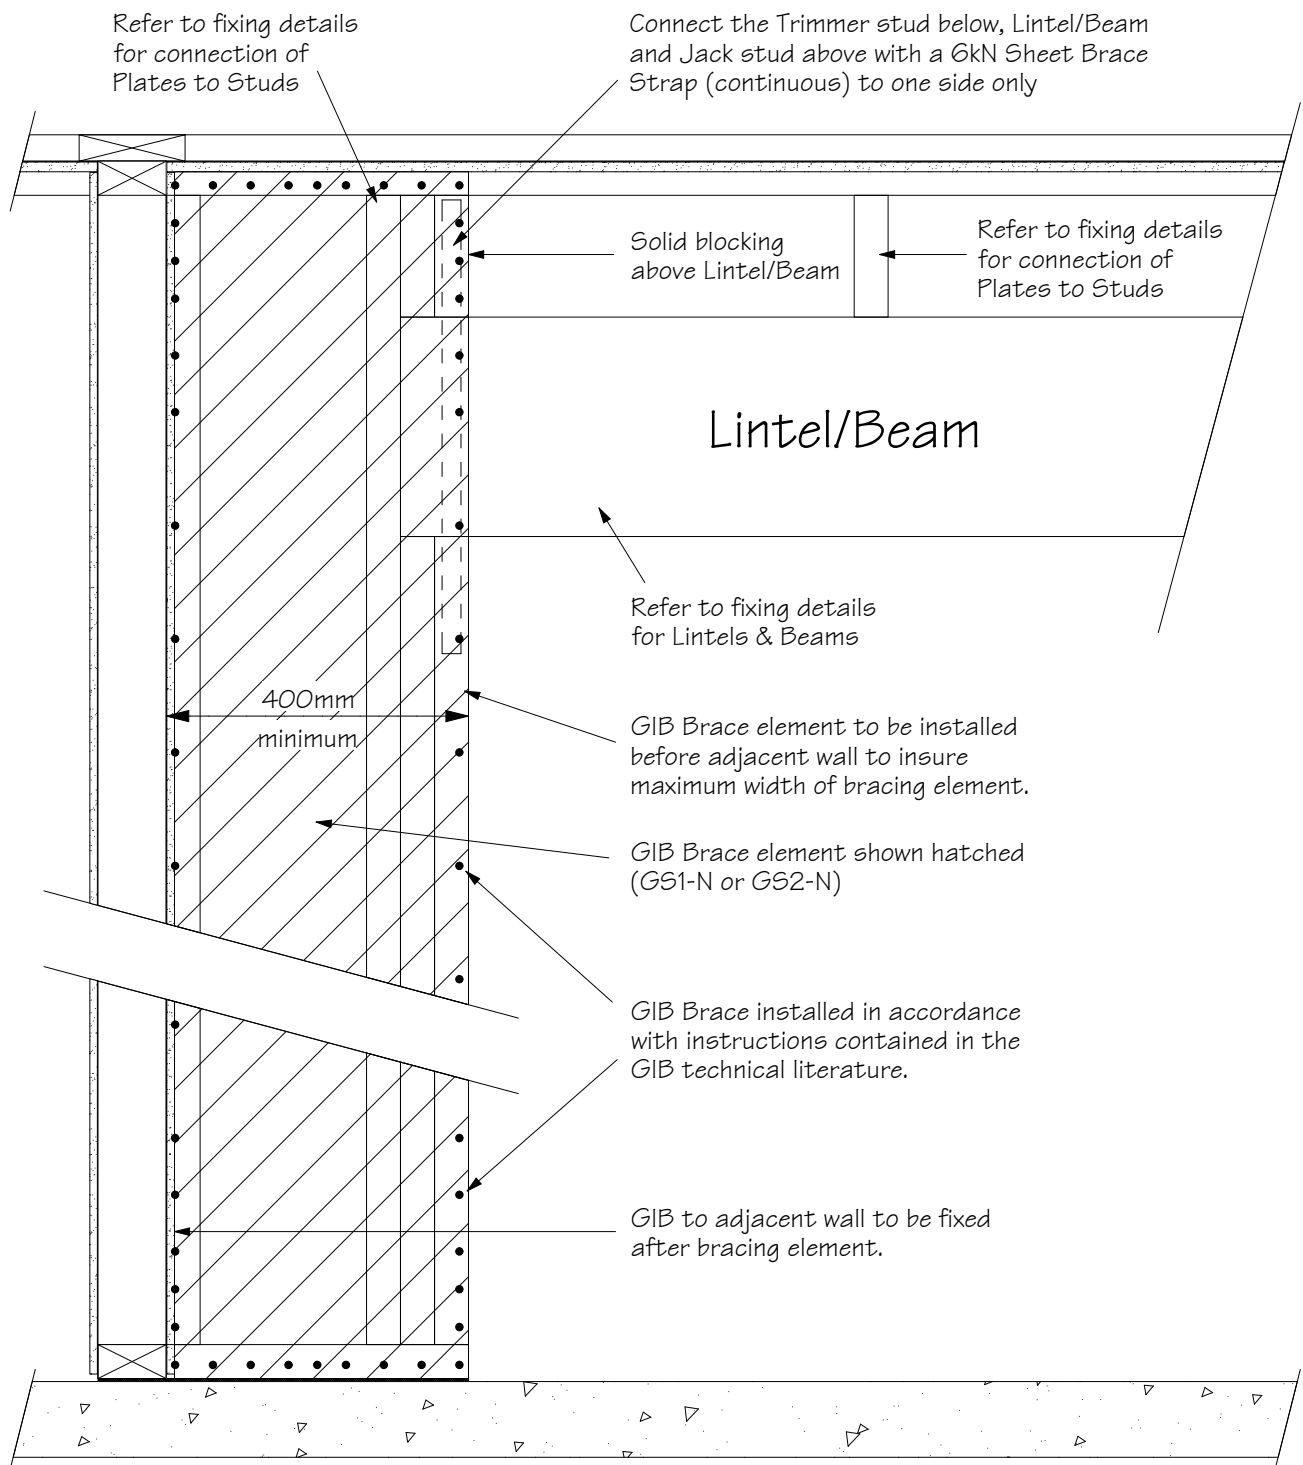 Refer to fixing details
for connection of
Plates to Studs
Connect the Trimmer stud below, Lintel/Beam
and Jack stud above with a 6kN Sheet Brace
Strap (continuous) to one side only
Solid blocking
above Lintel/Beam
Refer to fixing details
for connection of
Plates to Studs
Lintel/Beam
Refer to fixing details
for Lintels & Beams
400mm
minimum
GIB Brace element to be installed
before adjacent wall to insure
maximum width of bracing element.
GIB Brace element shown hatched
(GS1-N or GS2-N)
GIB Brace installed in accordance
with instructions contained in the
GIB technical literature.
GIB to adjacent wall to be fixed
after bracing element.